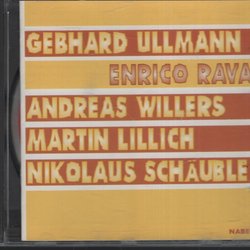 GEBHARD ULLMANN
ENRICO RAVA
ANDREAS WILLERS
MARTIN LILLICH
NIKOLAUS SCHÄUBLE